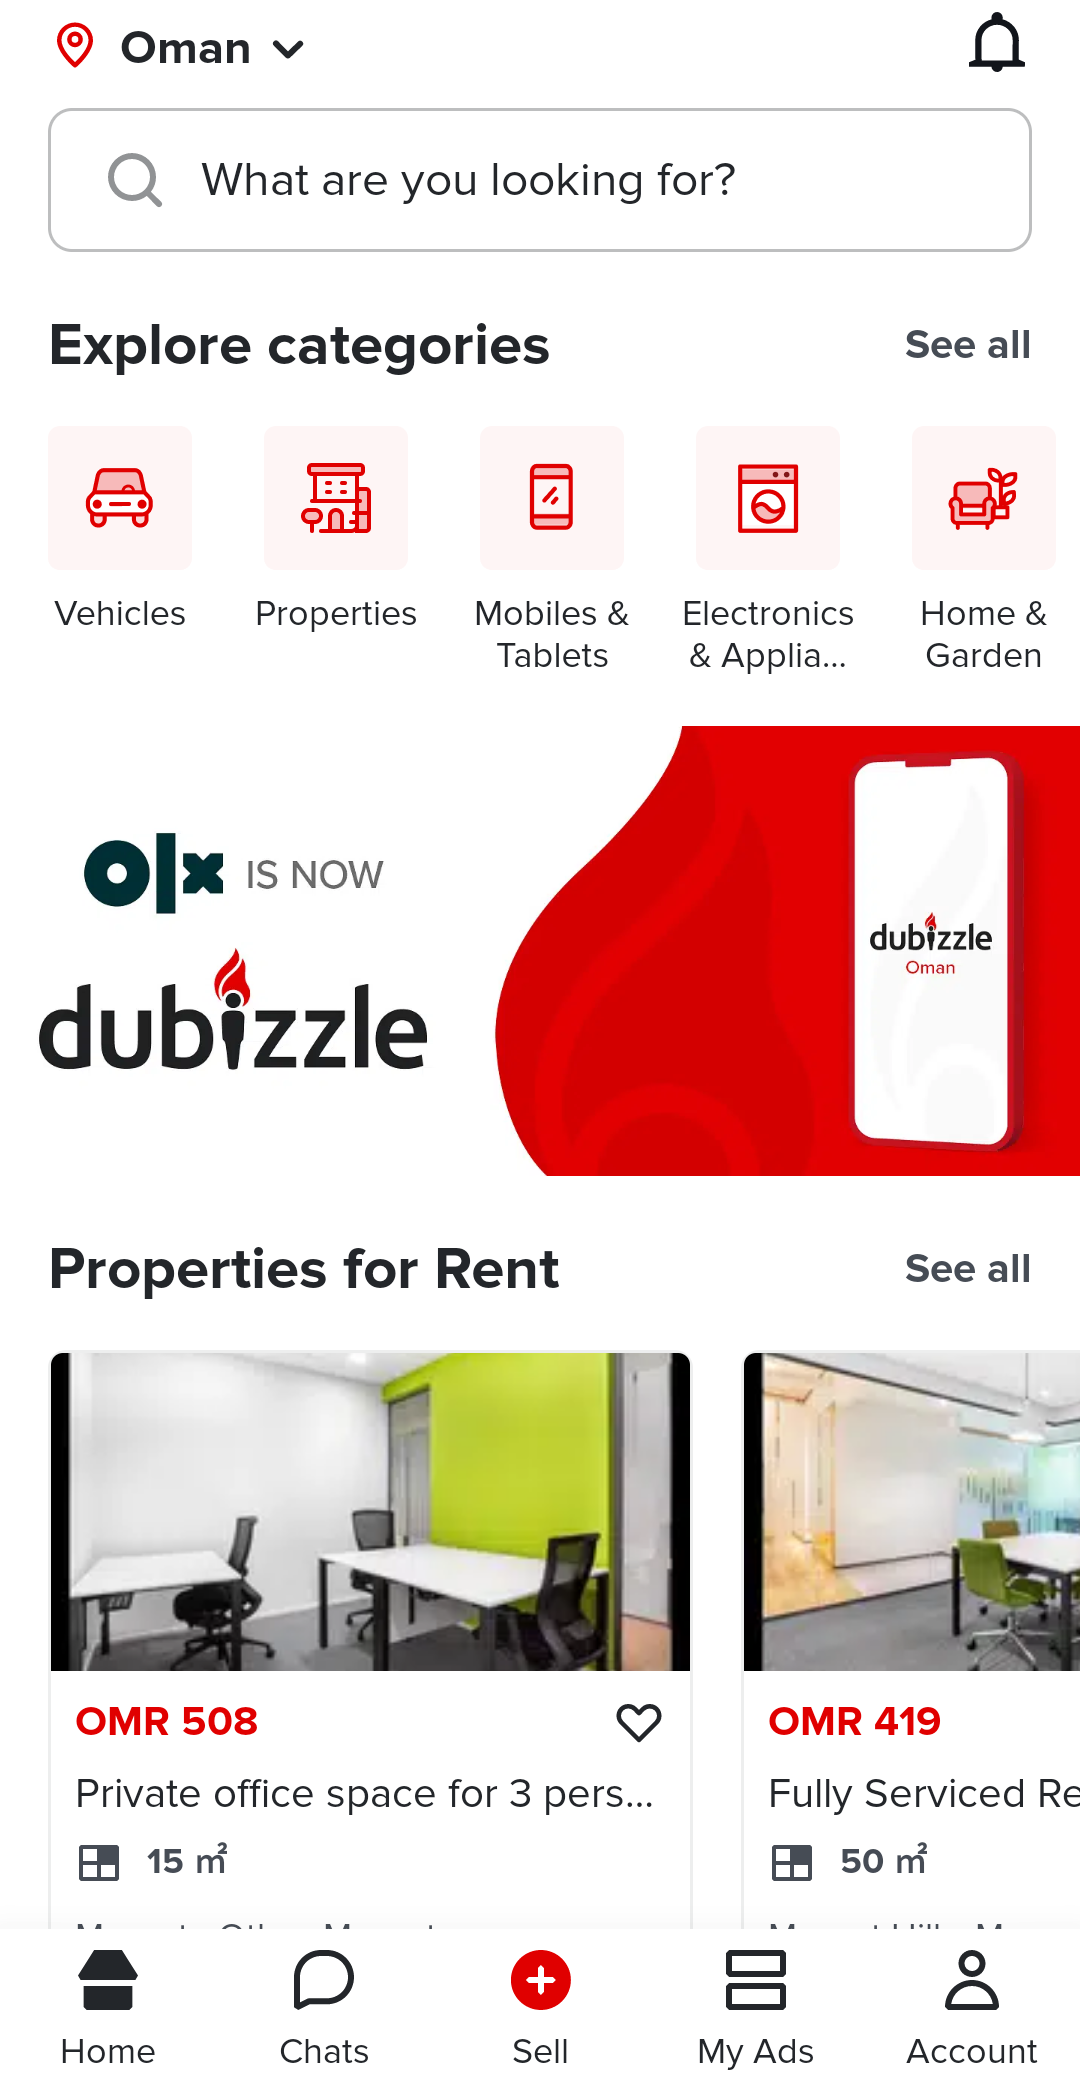 Oman
What are you looking for?
Explore categories
See all
Vehicles
Properties
Mobiles &
Tablets
Electronics
& Applia...
Home &
Garden
olx IS NOW
dubizzle
dubizzle
Oman
Properties for Rent
See all
OMR 508
Private office space for 3 pers...
15 m²
OMR 419
Fully Serviced Re
50 m²
Home
Chats
Sell
My Ads
Account